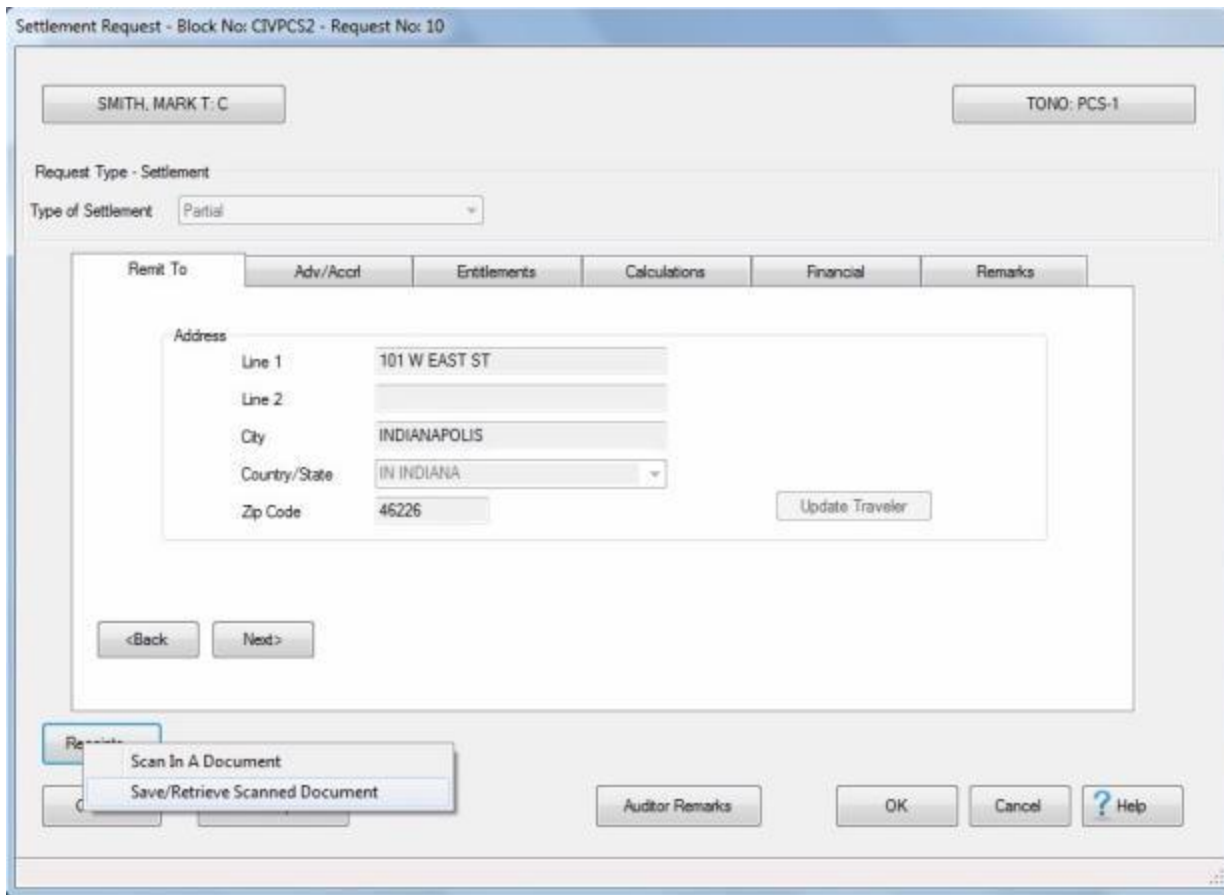 Settlement Request - Block No: CIVPCS2 - Request No: 10
SMITH, MARK T: C TONO: PCS-1
Request Type - Settlement
Type of Settlement Partial
Remit To Adv/Accrl Entitlements Calculations Financial Remarks
Address
Line 1 101 W EAST ST
Line 2
City INDIANAPOLIS
Country/State IN INDIANA
Zip Code 46226 Update Traveler
<Back Next>
Scan In A Document
Save/Retrieve Scanned Document
Auditor Remarks OK Cancel ? Help